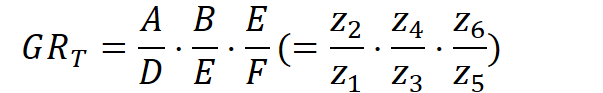 GR_T = A/D · B/E · E/F (= z_2/z_1 · z_4/z_3 · z_6/z_5)